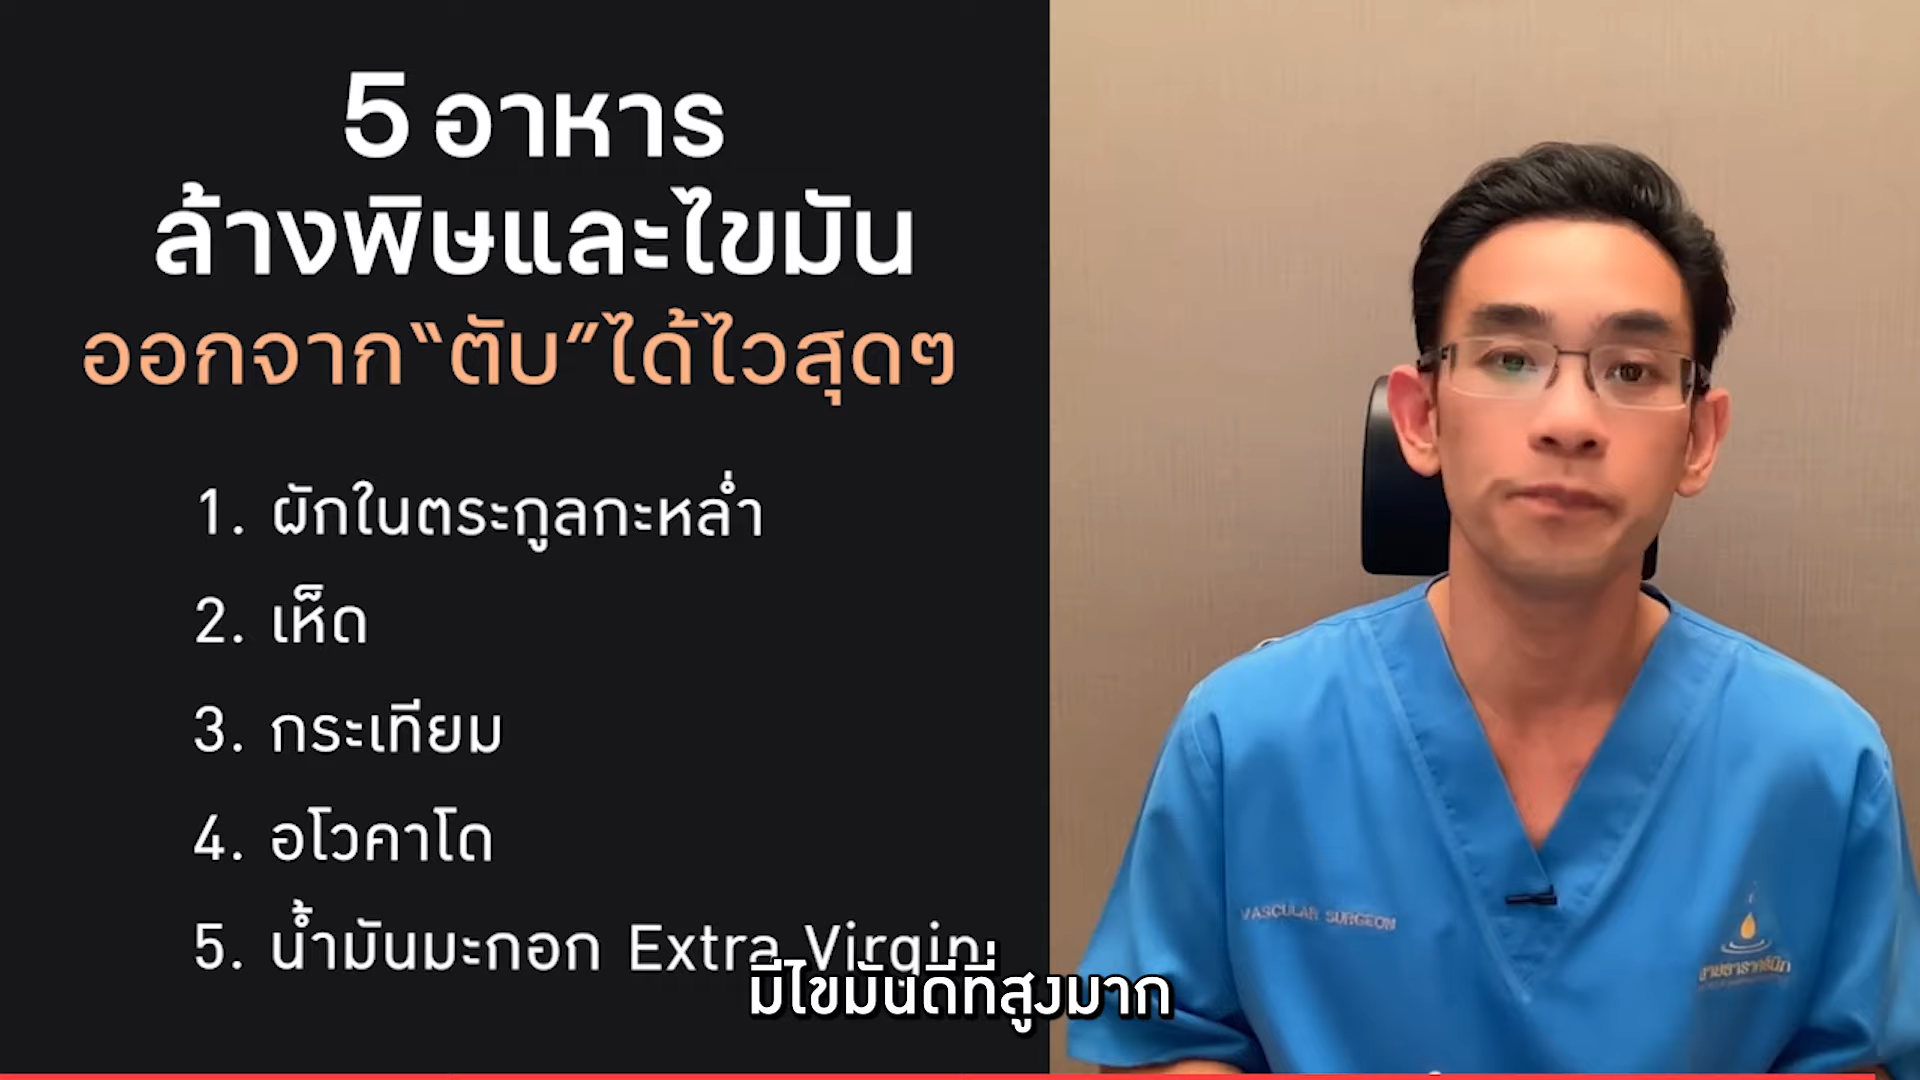 5 อาหาร
ล้างพิษและไขมัน
ออกจาก“ตับ”ได้ไวสุดๆ
1. ผักในตระกูลกะหล่ำ
2. เห็ด
3. กระเทียม
4. อโวคาโด
5. น้ำมันมะกอก Extra Virgin
มีไขมันดีที่สูงมาก
VASCULAR SURGEON